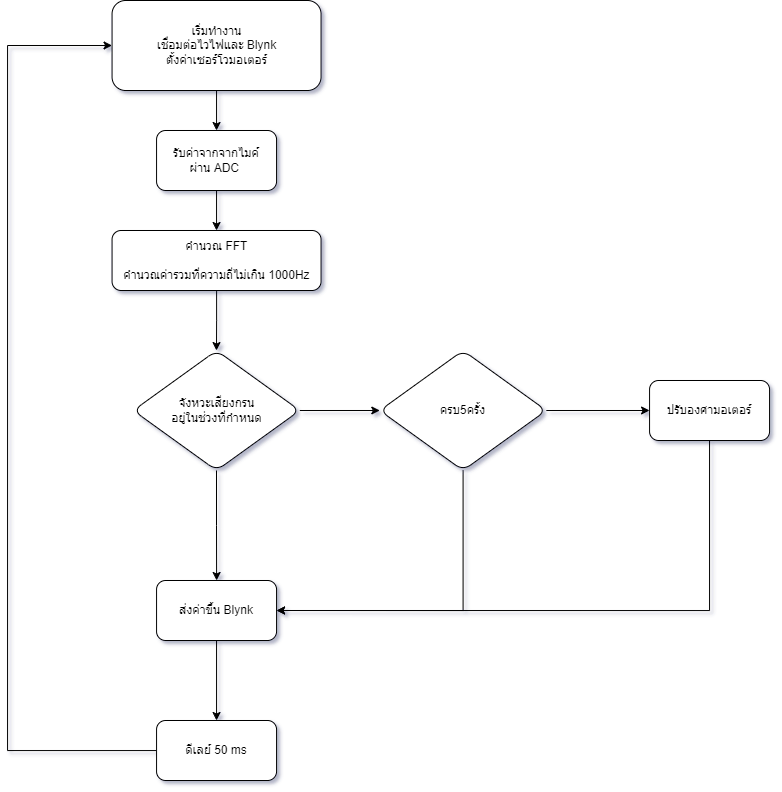 เริ่มทำงาน
เชื่อมต่อไวไฟและ Blynk
ตั้งค่าเซอร์โวมอเตอร์
รับค่าจากจากไมค์
ผ่าน ADC
คำนวณ FFT
คำนวณค่ารวมที่ความถี่ไม่เกิน 1000Hz
จังหวะเสียงกรน
อยู่ในช่วงที่กำหนด
ครบ5ครั้ง
ปรับองศามอเตอร์
ส่งค่าขึ้น Blynk
ดีเลย์ 50 ms